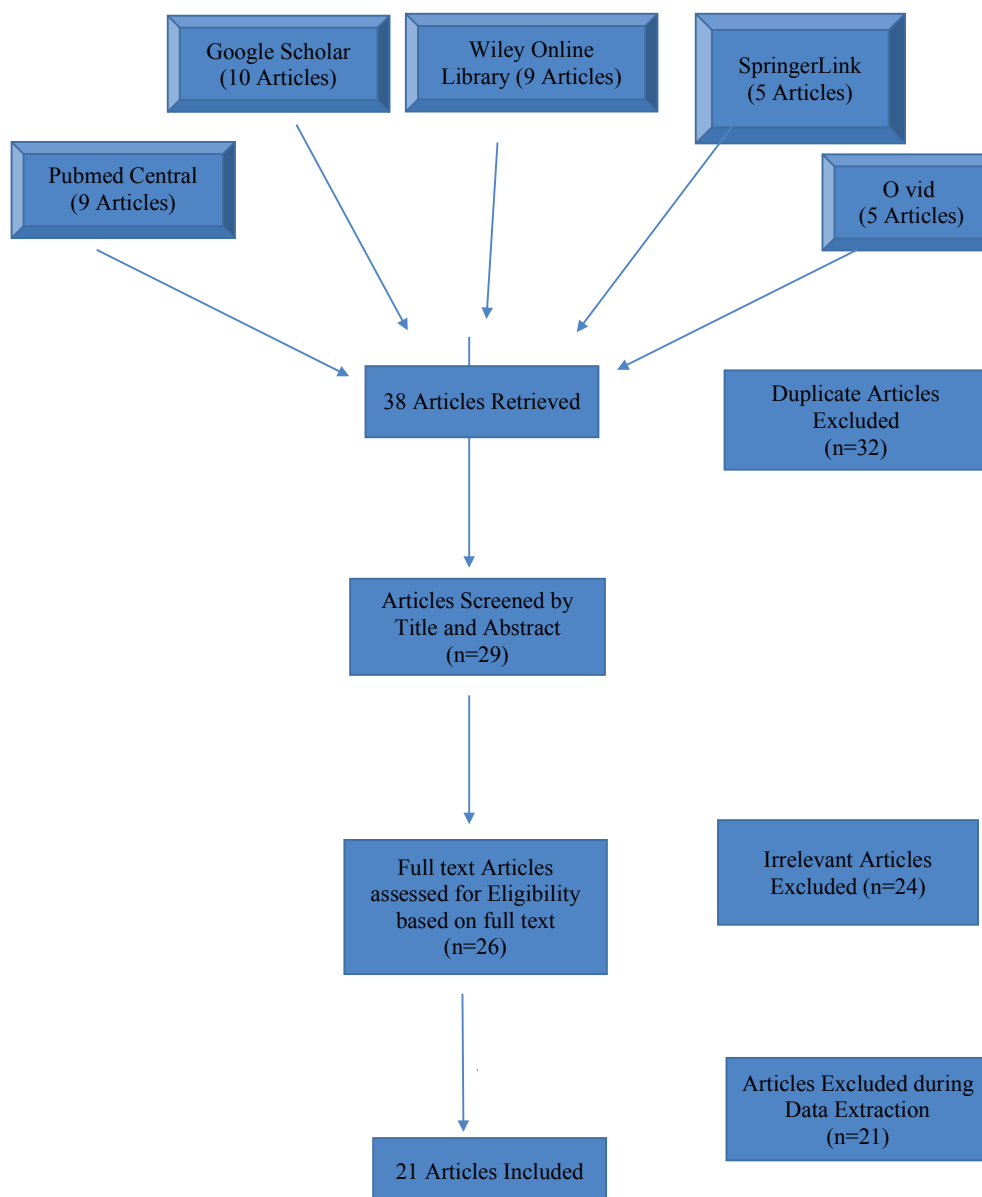 Google Scholar
(10 Articles)
Wiley Online
Library (9 Articles)
SpringerLink
(5 Articles)
Pubmed Central
(9 Articles)
O vid
(5 Articles)
38 Articles Retrieved
Duplicate Articles
Excluded
(n=32)
Articles Screened by
Title and Abstract
(n=29)
Full text Articles
assessed for Eligibility
based on full text
(n=26)
Irrelevant Articles
Excluded (n=24)
Articles Excluded during
Data Extraction
(n=21)
21 Articles Included